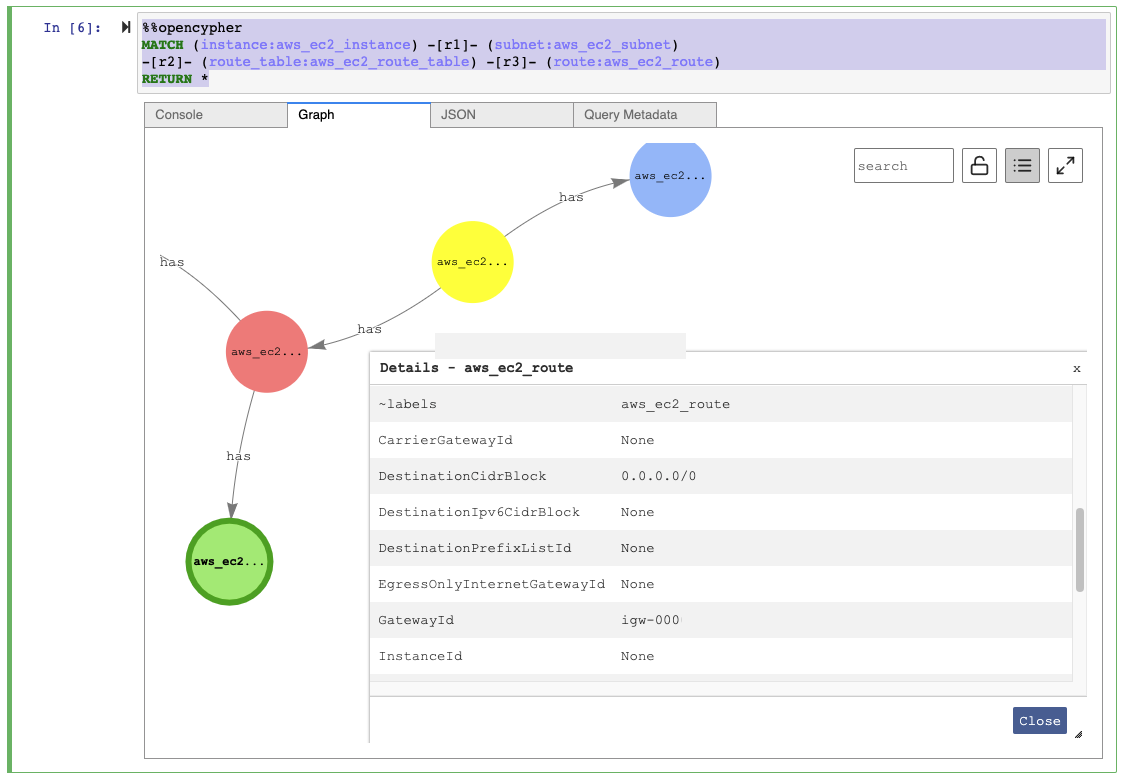 In [6]:
%%opencypher
MATCH (instance:aws_ec2_instance) -[r1]- (subnet:aws_ec2_subnet)
-[r2]- (route_table:aws_ec2_route_table) -[r3]- (route:aws_ec2_route)
RETURN *
Console Graph JSON Query Metadata
search
aws_ec2...
has
aws_ec2...
has
has
aws_ec2...
has
aws_ec2...
Details - aws_ec2_route x
~labels aws_ec2_route
CarrierGatewayId None
DestinationCidrBlock 0.0.0.0/0
DestinationIpv6CidrBlock None
DestinationPrefixListId None
EgressOnlyInternetGatewayId None
GatewayId igw-000
InstanceId None
Close